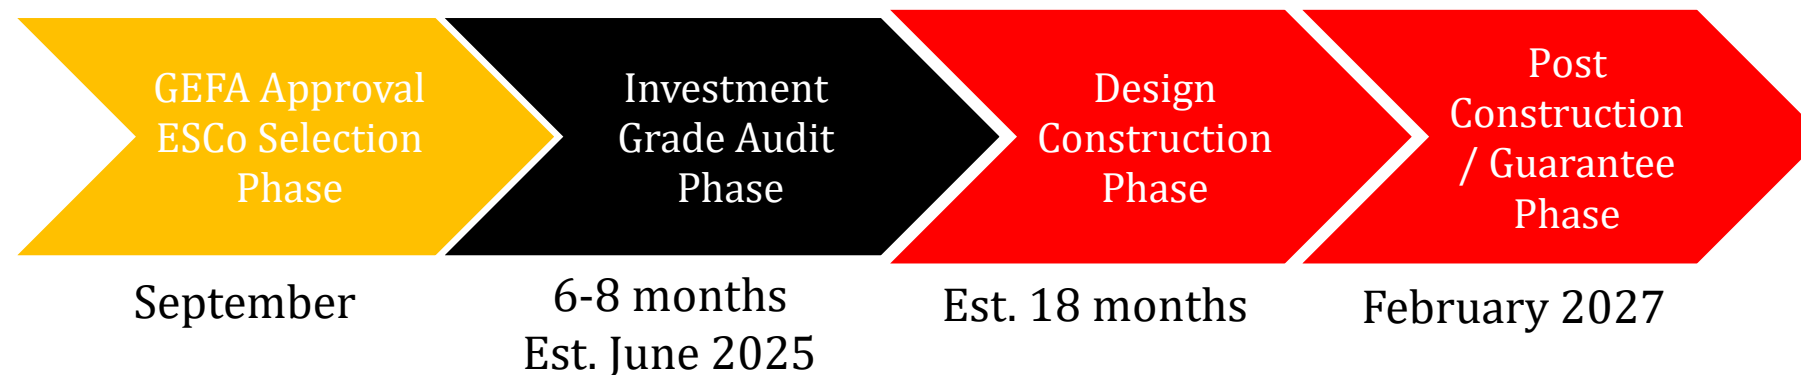 GEFA Approval
ESCo Selection
Phase
Investment
Grade Audit
Phase
Design
Construction
Phase
Post
Construction
/ Guarantee
Phase
September
6-8 months
Est. June 2025
Est. 18 months
February 2027